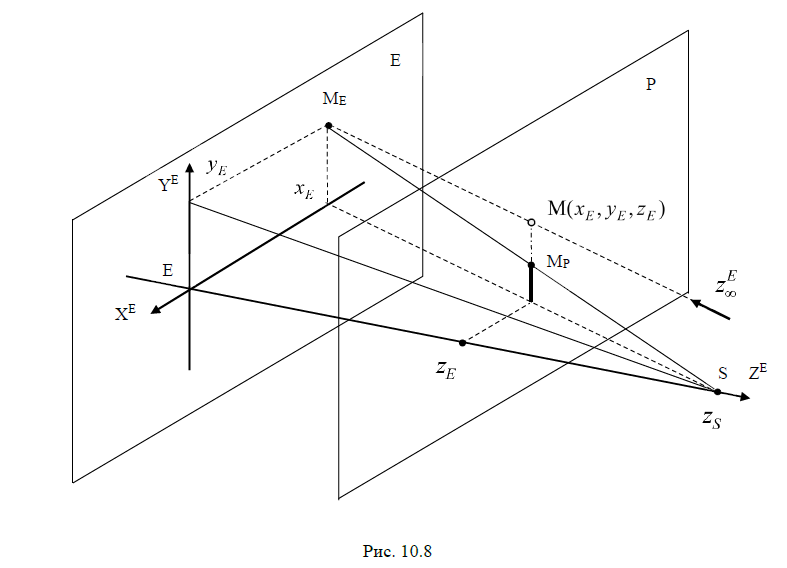 E
P
M_E
y_E
Y^E
x_E
M(x_E, y_E, z_E)
E
M_P
z_∞^E
X^E
z_E
S Z^E
z_S
Рис. 10.8